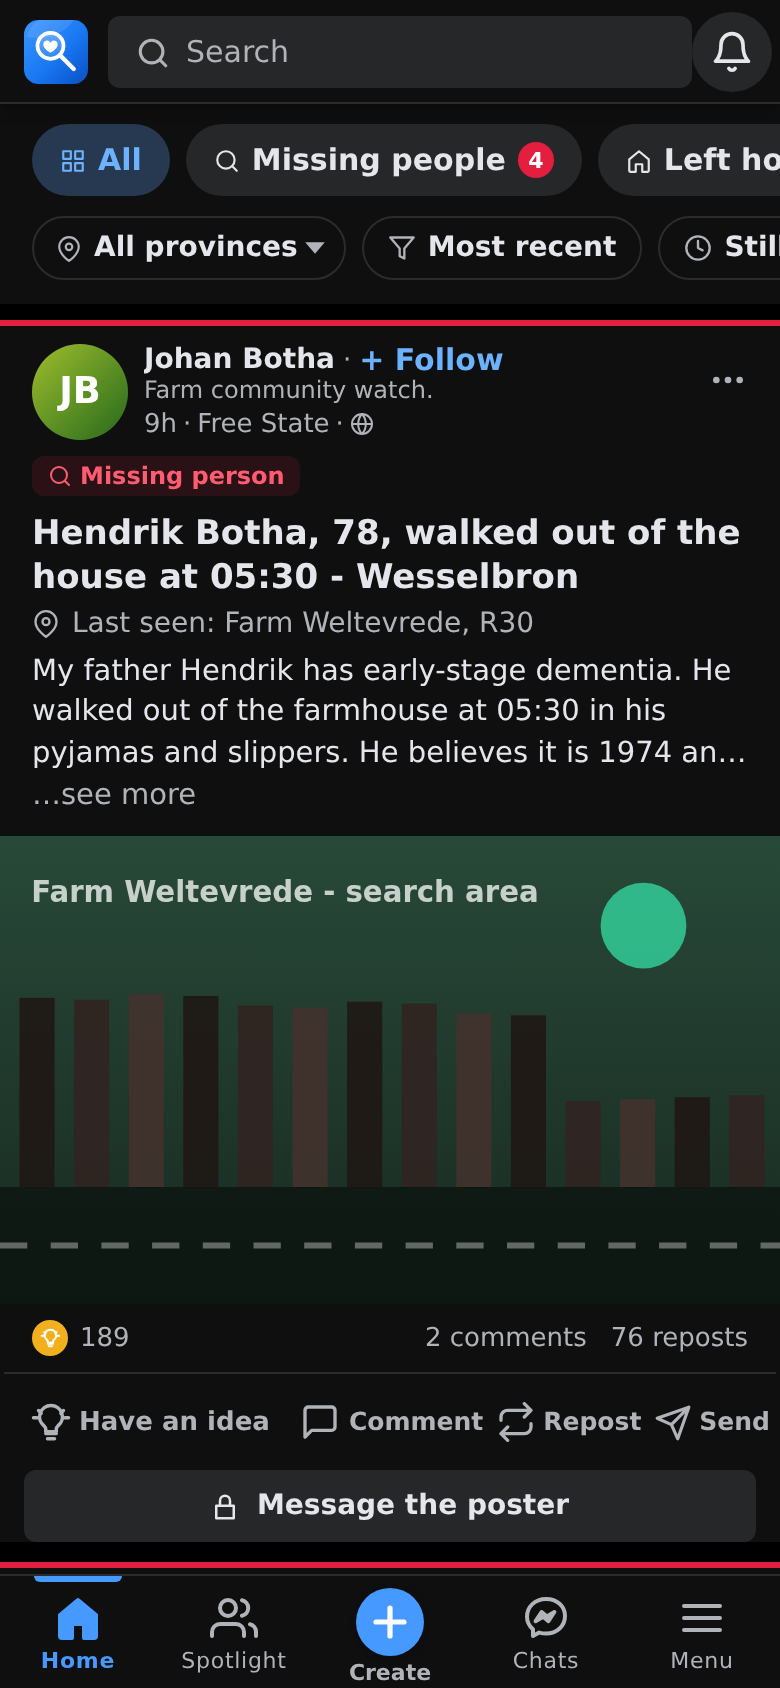 Search
All
Missing people 4
Left ho
All provinces
Most recent
Still
Johan Botha · + Follow
Farm community watch.
9h · Free State ·
JB
Missing person
Hendrik Botha, 78, walked out of the
house at 05:30 - Wesselbron
Last seen: Farm Weltevrede, R30
My father Hendrik has early-stage dementia. He
walked out of the farmhouse at 05:30 in his
pyjamas and slippers. He believes it is 1974 an...
...see more
Farm Weltevrede - search area
189
2 comments 76 reposts
Have an idea
Comment
Repost
Send
Message the poster
Home
Spotlight
Create
Chats
Menu